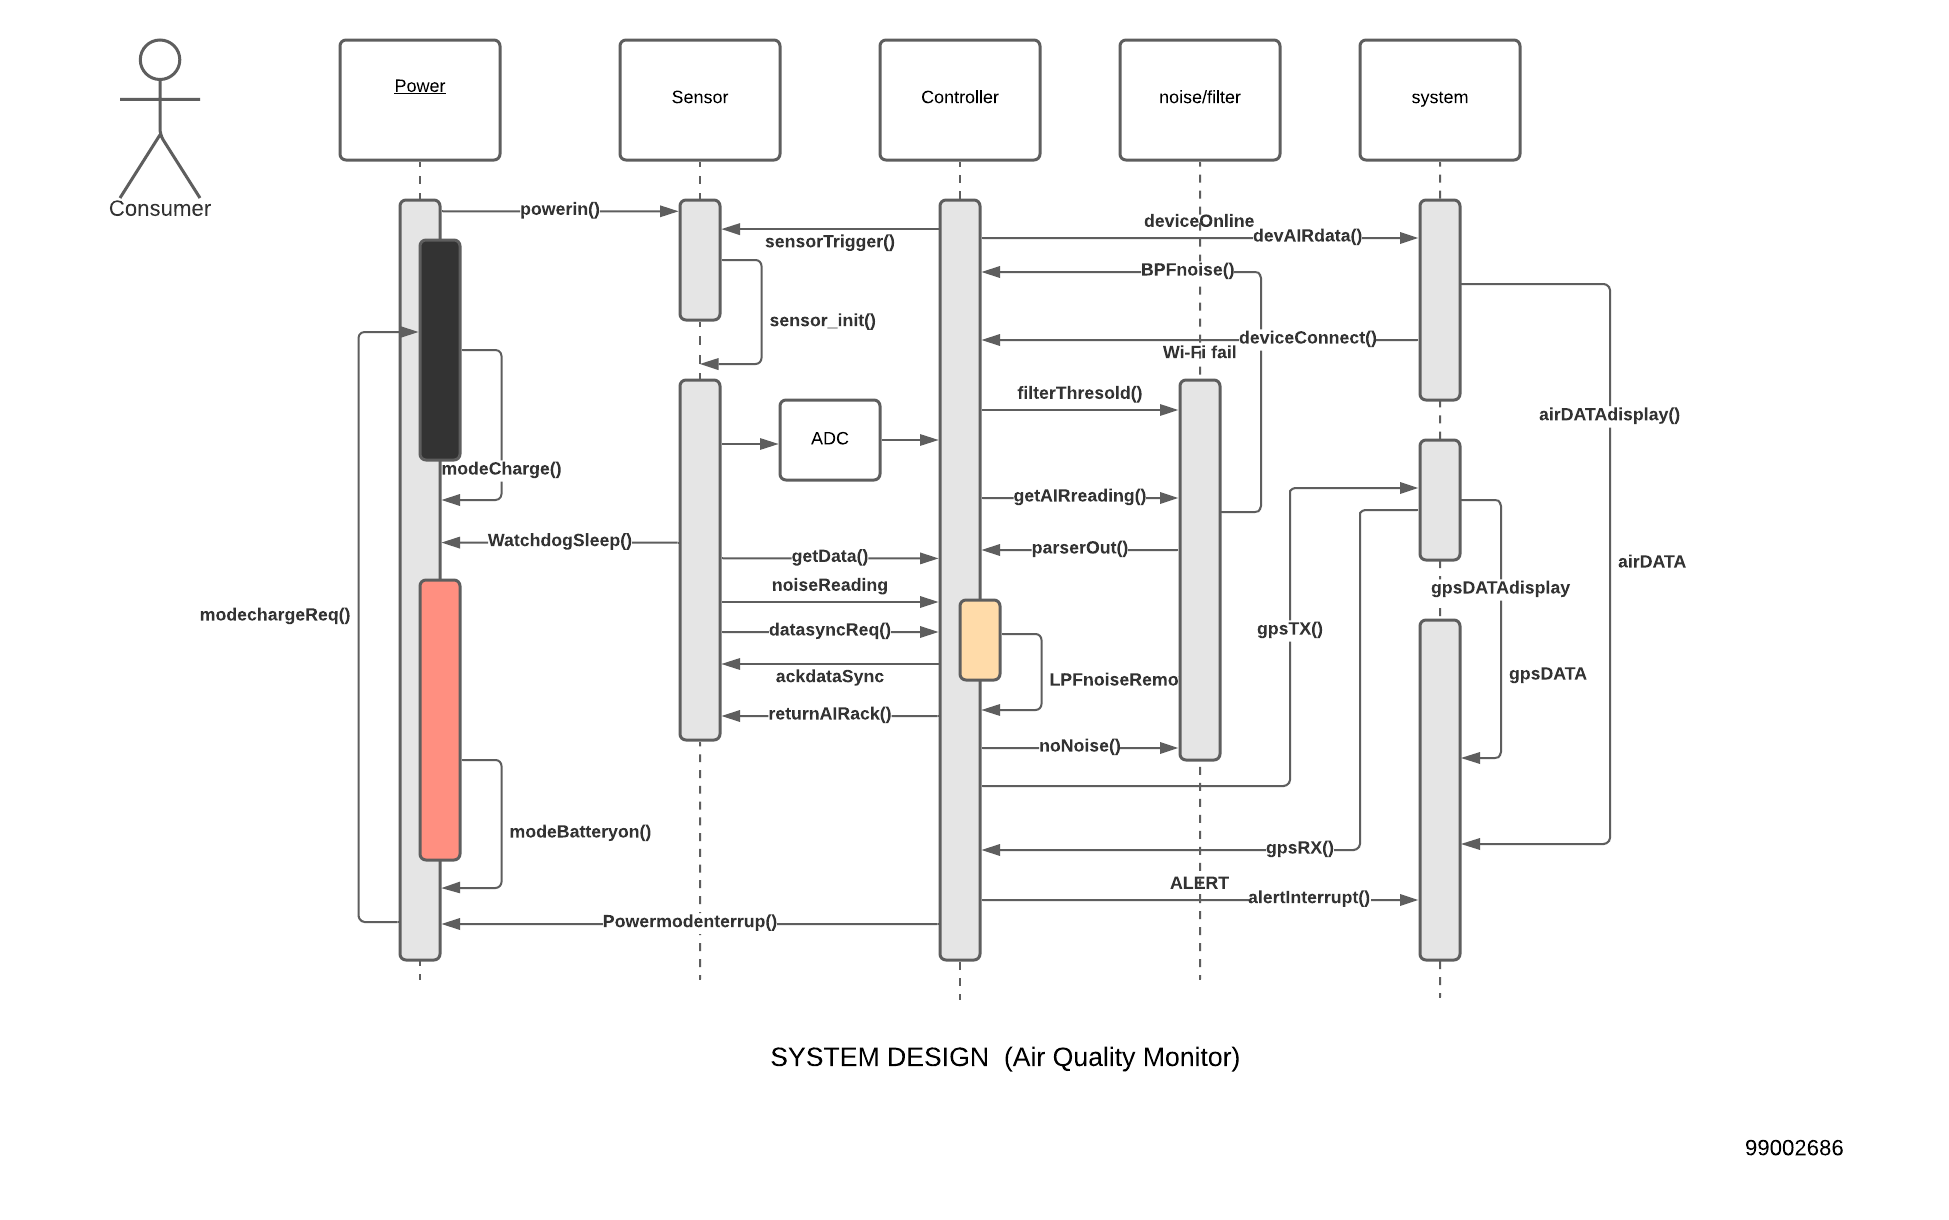 Power
Sensor
Controller
noise/filter
system
Consumer
powerin()
deviceOnline
sensorTrigger()
devAIRdata()
BPFnoise()
sensor_init()
deviceConnect()
Wi-Fi fail
filterThresold()
airDATAdisplay()
ADC
modeCharge()
getAIRreading()
WatchdogSleep()
parserOut()
getData()
airDATA
noiseReading
gpsDATAdisplay
modechargeReq()
datasyncReq()
gpsTX()
ackdataSync
LPFnoiseRemo
gpsDATA
returnAIRack()
noNoise()
modeBatteryon()
gpsRX()
ALERT
alertInterrupt()
Powermodenterrup()
SYSTEM DESIGN (Air Quality Monitor)
99002686